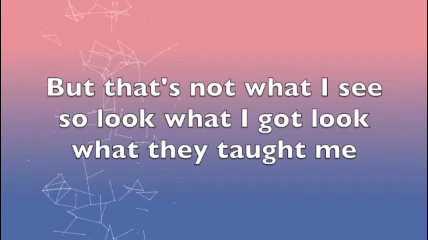 But that's not what I see
so look what I got look
what they taught me